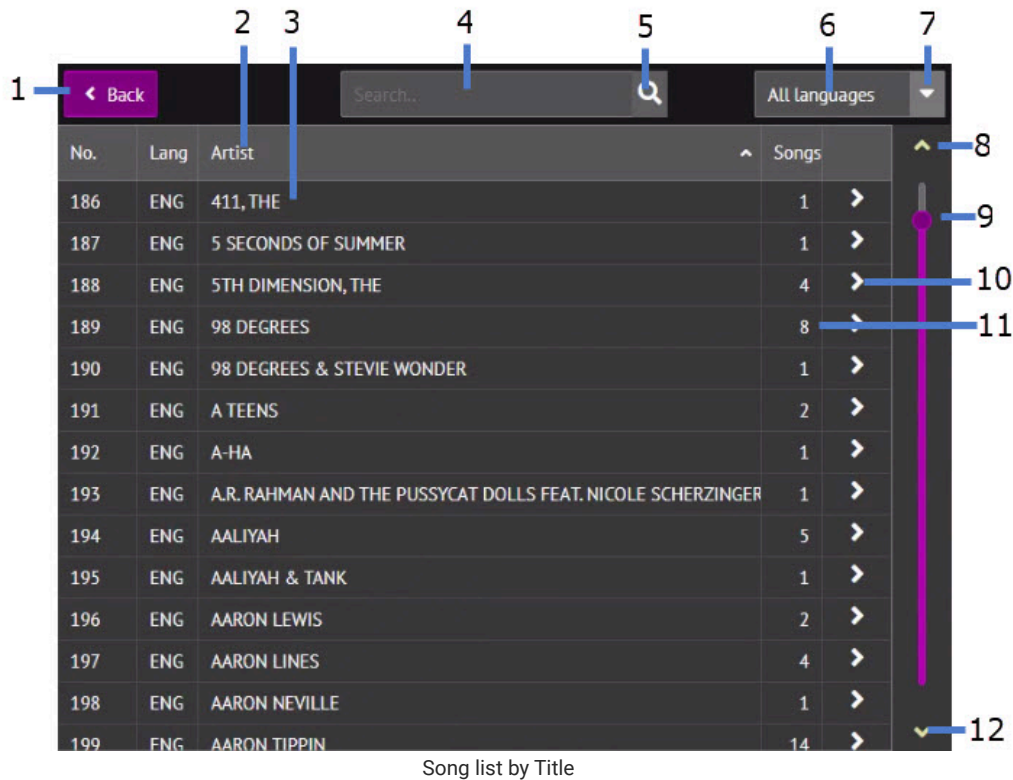 2 3 4 5 6 7
1 Back Search.. All languages
No. Lang Artist Songs 8
186 ENG 411, THE 1
9
187 ENG 5 SECONDS OF SUMMER 1
188 ENG 5TH DIMENSION, THE 4 10
189 ENG 98 DEGREES 8 11
190 ENG 98 DEGREES & STEVIE WONDER 1
191 ENG A TEENS 2
192 ENG A-HA 1
193 ENG A.R. RAHMAN AND THE PUSSYCAT DOLLS FEAT. NICOLE SCHERZINGER 1
194 ENG AALIYAH 5
195 ENG AALIYAH & TANK 1
196 ENG AARON LEWIS 2
197 ENG AARON LINES 4
198 ENG AARON NEVILLE 1
12
199 ENG AARON TIPPIN 14
Song list by Title